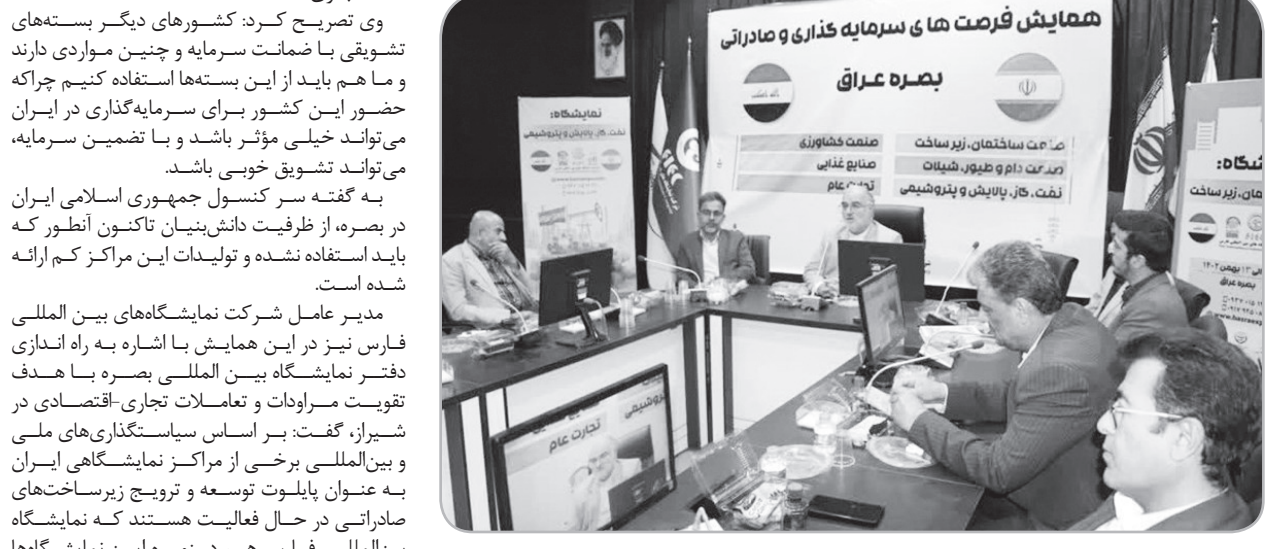 وی تصریح کرد: کشورهای دیگر بسته‌های
تشویقی با ضمانت سرمایه و چنین مواردی دارند
و ما هم باید از این بسته‌ها استفاده کنیم چراکه
حضور این کشور برای سرمایه‌گذاری در ایران
می‌تواند خیلی مؤثر باشد و با تضمین سرمایه،
می‌تواند تشویق خوبی باشد.
به گفته سر کنسول جمهوری اسلامی ایران
در بصره، از ظرفیت دانش‌بنیان تاکنون آنطور که
باید استفاده نشده و تولیدات این مراکز کم ارائه
شده است.
مدیر عامل شرکت نمایشگاه‌های بین المللی
فارس نیز در این همایش با اشاره به راه اندازی
دفتر نمایشگاه بین المللی بصره با هدف
تقویت مراودات و تعاملات تجاری-اقتصادی در
شیراز، گفت: بر اساس سیاستگذاری‌های ملی
و بین‌المللی برخی از مراکز نمایشگاهی ایران
به عنوان پایلوت توسعه و ترویج زیرساخت‌های
صادراتی در حال فعالیت هستند که نمایشگاه
همایش فرصت های سرمایه گذاری و صادراتی
بصره عراق
صنعت ساختمان، زیر ساخت
صنعت کشاورزی
صنعت دام و طیور، شیلات
صنایع غذایی
نفت، گاز، پالایش و پتروشیمی
تجارت عام
نمایشگاه:
نفت، گاز، پالایش و پتروشیمی
زیر ساخت
بهمن ۱۴۰۲
بصره عراق
تجارت عام